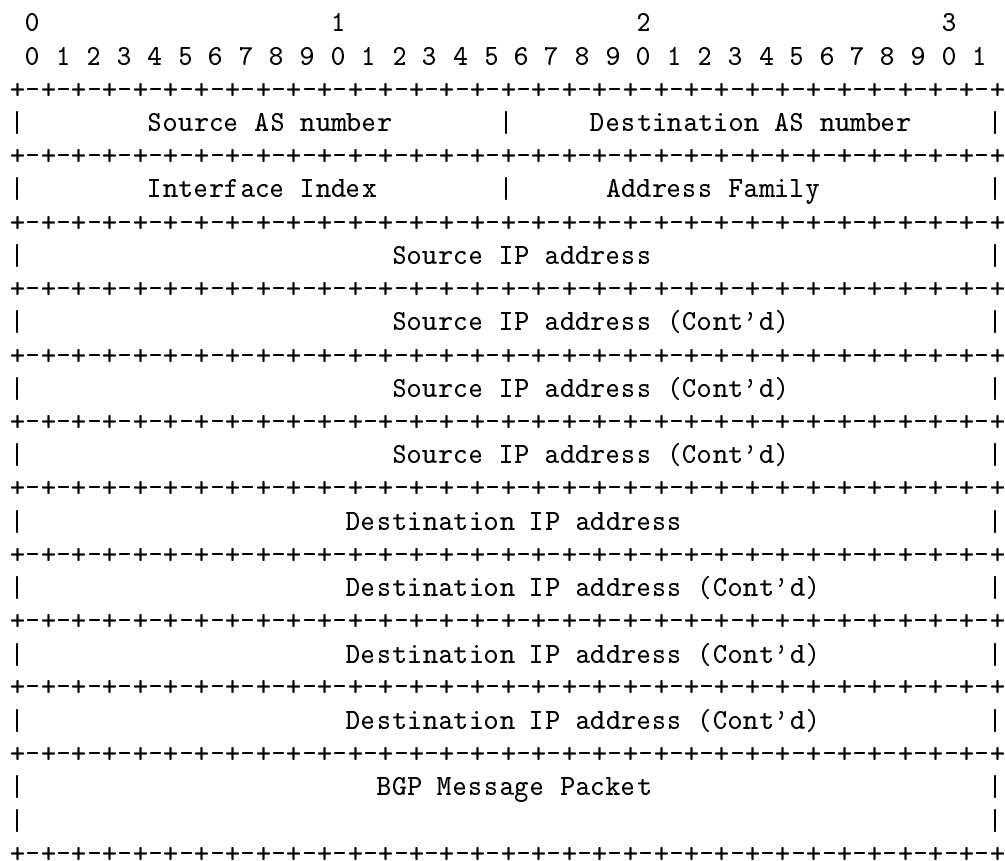 0 1 2 3
0 1 2 3 4 5 6 7 8 9 0 1 2 3 4 5 6 7 8 9 0 1 2 3 4 5 6 7 8 9 0 1
+-+-+-+-+-+-+-+-+-+-+-+-+-+-+-+-+-+-+-+-+-+-+-+-+-+-+-+-+-+-+-+-+
| Source AS number | Destination AS number |
+-+-+-+-+-+-+-+-+-+-+-+-+-+-+-+-+-+-+-+-+-+-+-+-+-+-+-+-+-+-+-+-+
| Interface Index | Address Family |
+-+-+-+-+-+-+-+-+-+-+-+-+-+-+-+-+-+-+-+-+-+-+-+-+-+-+-+-+-+-+-+-+
| Source IP address |
+-+-+-+-+-+-+-+-+-+-+-+-+-+-+-+-+-+-+-+-+-+-+-+-+-+-+-+-+-+-+-+-+
| Source IP address (Cont'd) |
+-+-+-+-+-+-+-+-+-+-+-+-+-+-+-+-+-+-+-+-+-+-+-+-+-+-+-+-+-+-+-+-+
| Source IP address (Cont'd) |
+-+-+-+-+-+-+-+-+-+-+-+-+-+-+-+-+-+-+-+-+-+-+-+-+-+-+-+-+-+-+-+-+
| Source IP address (Cont'd) |
+-+-+-+-+-+-+-+-+-+-+-+-+-+-+-+-+-+-+-+-+-+-+-+-+-+-+-+-+-+-+-+-+
| Destination IP address |
+-+-+-+-+-+-+-+-+-+-+-+-+-+-+-+-+-+-+-+-+-+-+-+-+-+-+-+-+-+-+-+-+
| Destination IP address (Cont'd) |
+-+-+-+-+-+-+-+-+-+-+-+-+-+-+-+-+-+-+-+-+-+-+-+-+-+-+-+-+-+-+-+-+
| Destination IP address (Cont'd) |
+-+-+-+-+-+-+-+-+-+-+-+-+-+-+-+-+-+-+-+-+-+-+-+-+-+-+-+-+-+-+-+-+
| Destination IP address (Cont'd) |
+-+-+-+-+-+-+-+-+-+-+-+-+-+-+-+-+-+-+-+-+-+-+-+-+-+-+-+-+-+-+-+-+
| BGP Message Packet |
| |
+-+-+-+-+-+-+-+-+-+-+-+-+-+-+-+-+-+-+-+-+-+-+-+-+-+-+-+-+-+-+-+-+